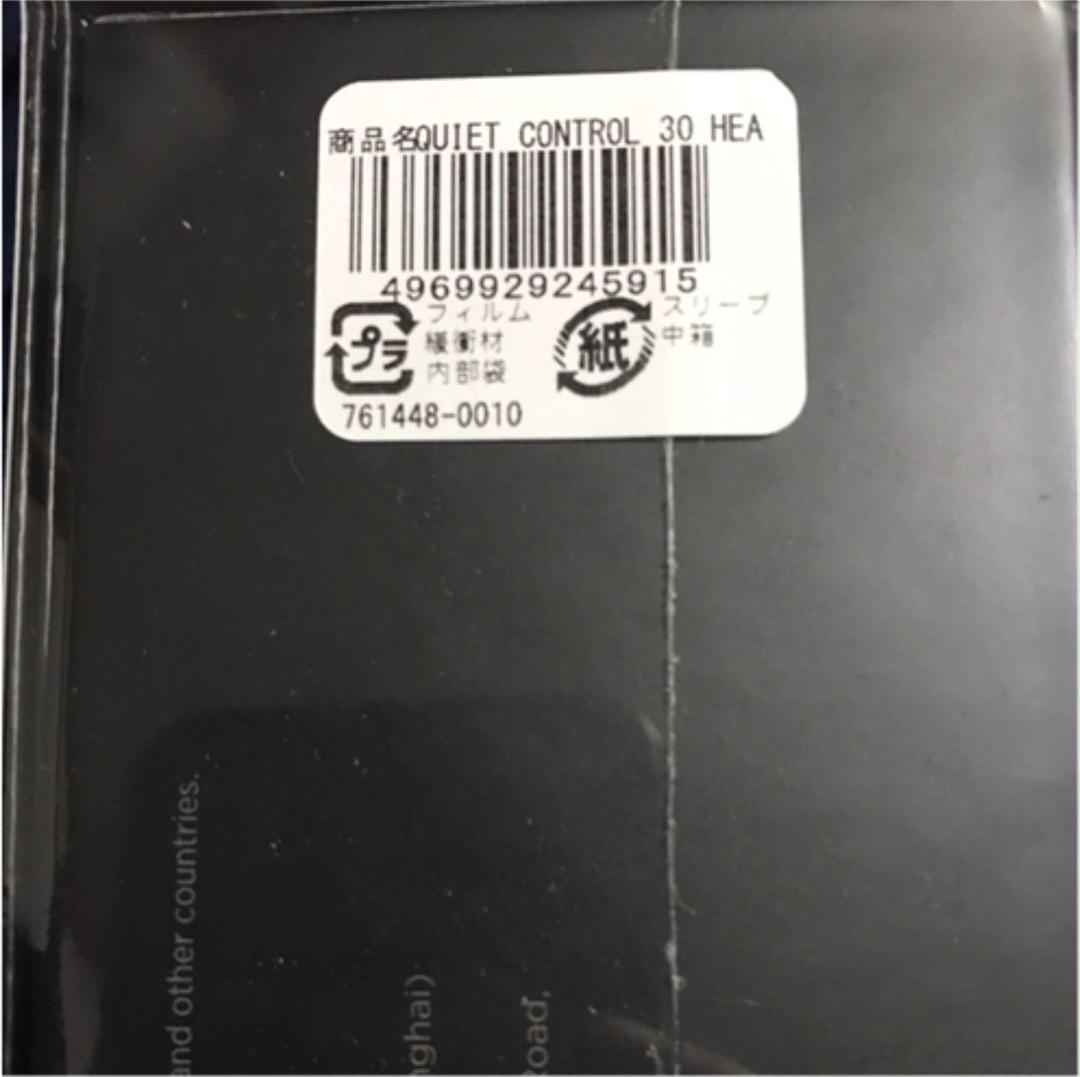 商品名QUIET CONTROL 30 HEA
4969929245915
プラ
フィルム
緩衝材
内部袋
紙
スリーブ
中箱
761448-0010
and other countries.
nghai)
Road,